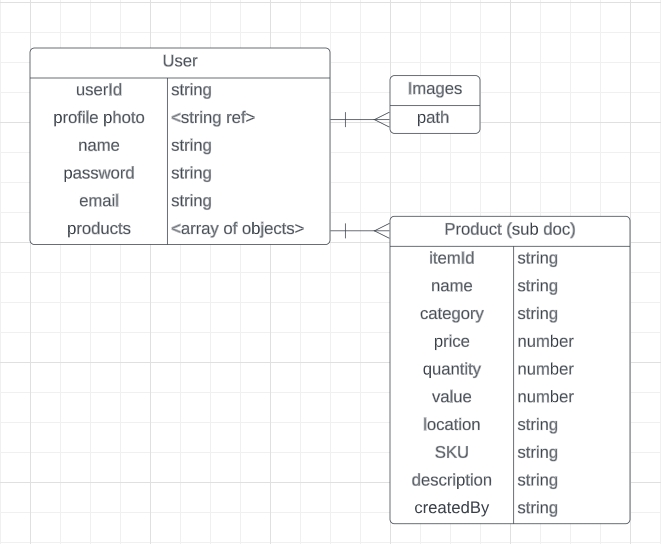 User
userId string
profile photo <string ref>
name string
password string
email string
products <array of objects>
Images
path
Product (sub doc)
itemId string
name string
category string
price number
quantity number
value number
location string
SKU string
description string
createdBy string